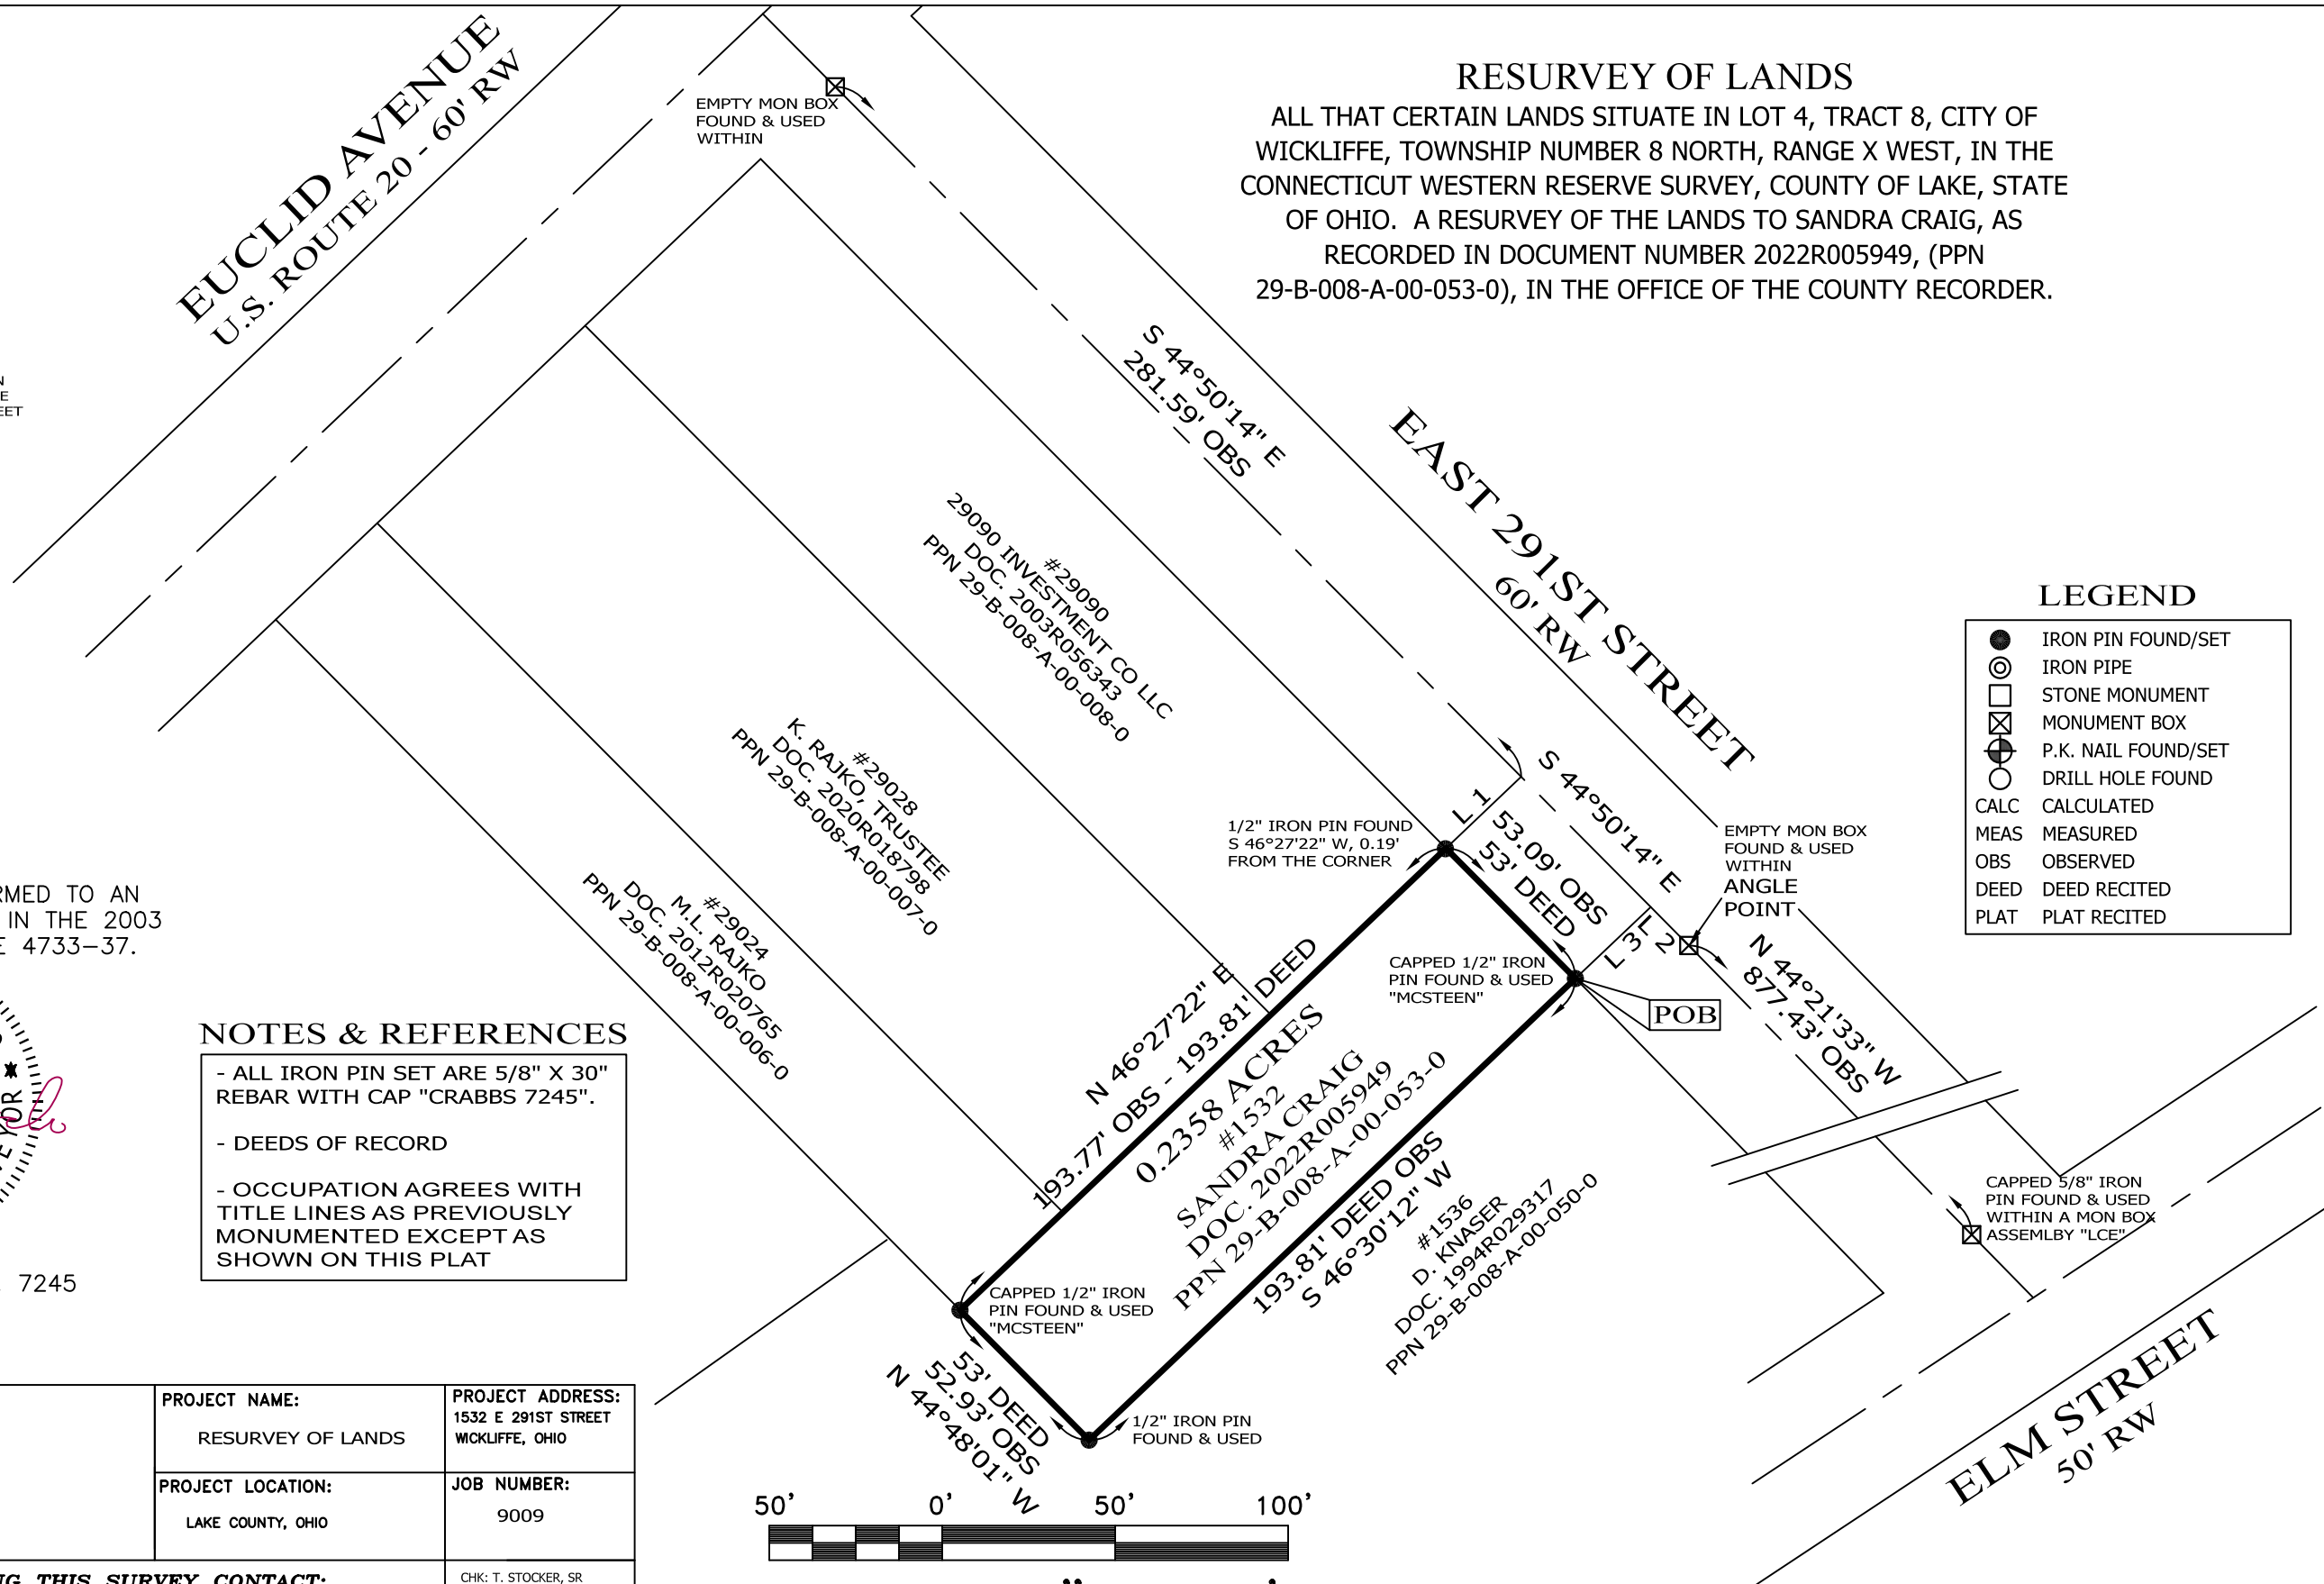 RESURVEY OF LANDS
ALL THAT CERTAIN LANDS SITUATE IN LOT 4, TRACT 8, CITY OF
WICKLIFFE, TOWNSHIP NUMBER 8 NORTH, RANGE X WEST, IN THE
CONNECTICUT WESTERN RESERVE SURVEY, COUNTY OF LAKE, STATE
OF OHIO. A RESURVEY OF THE LANDS TO SANDRA CRAIG, AS
RECORDED IN DOCUMENT NUMBER 2022R005949, (PPN
29-B-008-A-00-053-0), IN THE OFFICE OF THE COUNTY RECORDER.
EUCLID AVENUE
U.S. ROUTE 20 - 60' RW
EMPTY MON BOX
FOUND & USED
WITHIN
N
E
EET
S 44°50'14" E
281.59' OBS
EAST 291ST STREET
60' RW
#29090
29090 INVESTMENT CO LLC
DOC. 2003R056343
PPN 29-B-008-A-00-008-0
#29028
K. RAJKO, TRUSTEE
DOC. 2020R018798
PPN 29-B-008-A-00-007-0
#29024
M.L. RAJKO
DOC. 2012R020765
PPN 29-B-008-A-00-006-0
LEGEND
IRON PIN FOUND/SET
IRON PIPE
STONE MONUMENT
MONUMENT BOX
P.K. NAIL FOUND/SET
DRILL HOLE FOUND
CALC CALCULATED
MEAS MEASURED
OBS OBSERVED
DEED DEED RECITED
PLAT PLAT RECITED
1/2" IRON PIN FOUND
S 46°27'22" W, 0.19'
FROM THE CORNER
L 1
S 44°50'14" E
53.09' OBS
53' DEED
L 2
L 3
EMPTY MON BOX
FOUND & USED
WITHIN
ANGLE
POINT
N 44°21'33" W
877.43' OBS
CAPPED 1/2" IRON
PIN FOUND & USED
"MCSTEEN"
POB
N 46°27'22" E
193.77' OBS - 193.81' DEED
0.2358 ACRES
#1532
SANDRA CRAIG
DOC. 2022R005949
PPN 29-B-008-A-00-053-0
193.81' DEED OBS
S 46°30'12" W
#1536
D. KNASER
DOC. 1994R029317
PPN 29-B-008-A-00-050-0
CAPPED 5/8" IRON
PIN FOUND & USED
WITHIN A MON BOX
ASSEMLBY "LCE"
ELM STREET
50' RW
CAPPED 1/2" IRON
PIN FOUND & USED
"MCSTEEN"
53' DEED
52.93' OBS
N 44°48'01" W
1/2" IRON PIN
FOUND & USED
RMED TO AN
IN THE 2003
E 4733-37.
YOR
7245
NOTES & REFERENCES
- ALL IRON PIN SET ARE 5/8" X 30"
REBAR WITH CAP "CRABBS 7245".
- DEEDS OF RECORD
- OCCUPATION AGREES WITH
TITLE LINES AS PREVIOUSLY
MONUMENTED EXCEPT AS
SHOWN ON THIS PLAT
PROJECT NAME:
RESURVEY OF LANDS
PROJECT ADDRESS:
1532 E 291ST STREET
WICKLIFFE, OHIO
PROJECT LOCATION:
LAKE COUNTY, OHIO
JOB NUMBER:
9009
NG THIS SURVEY CONTACT:
CHK: T. STOCKER, SR
50' 0' 50' 100'